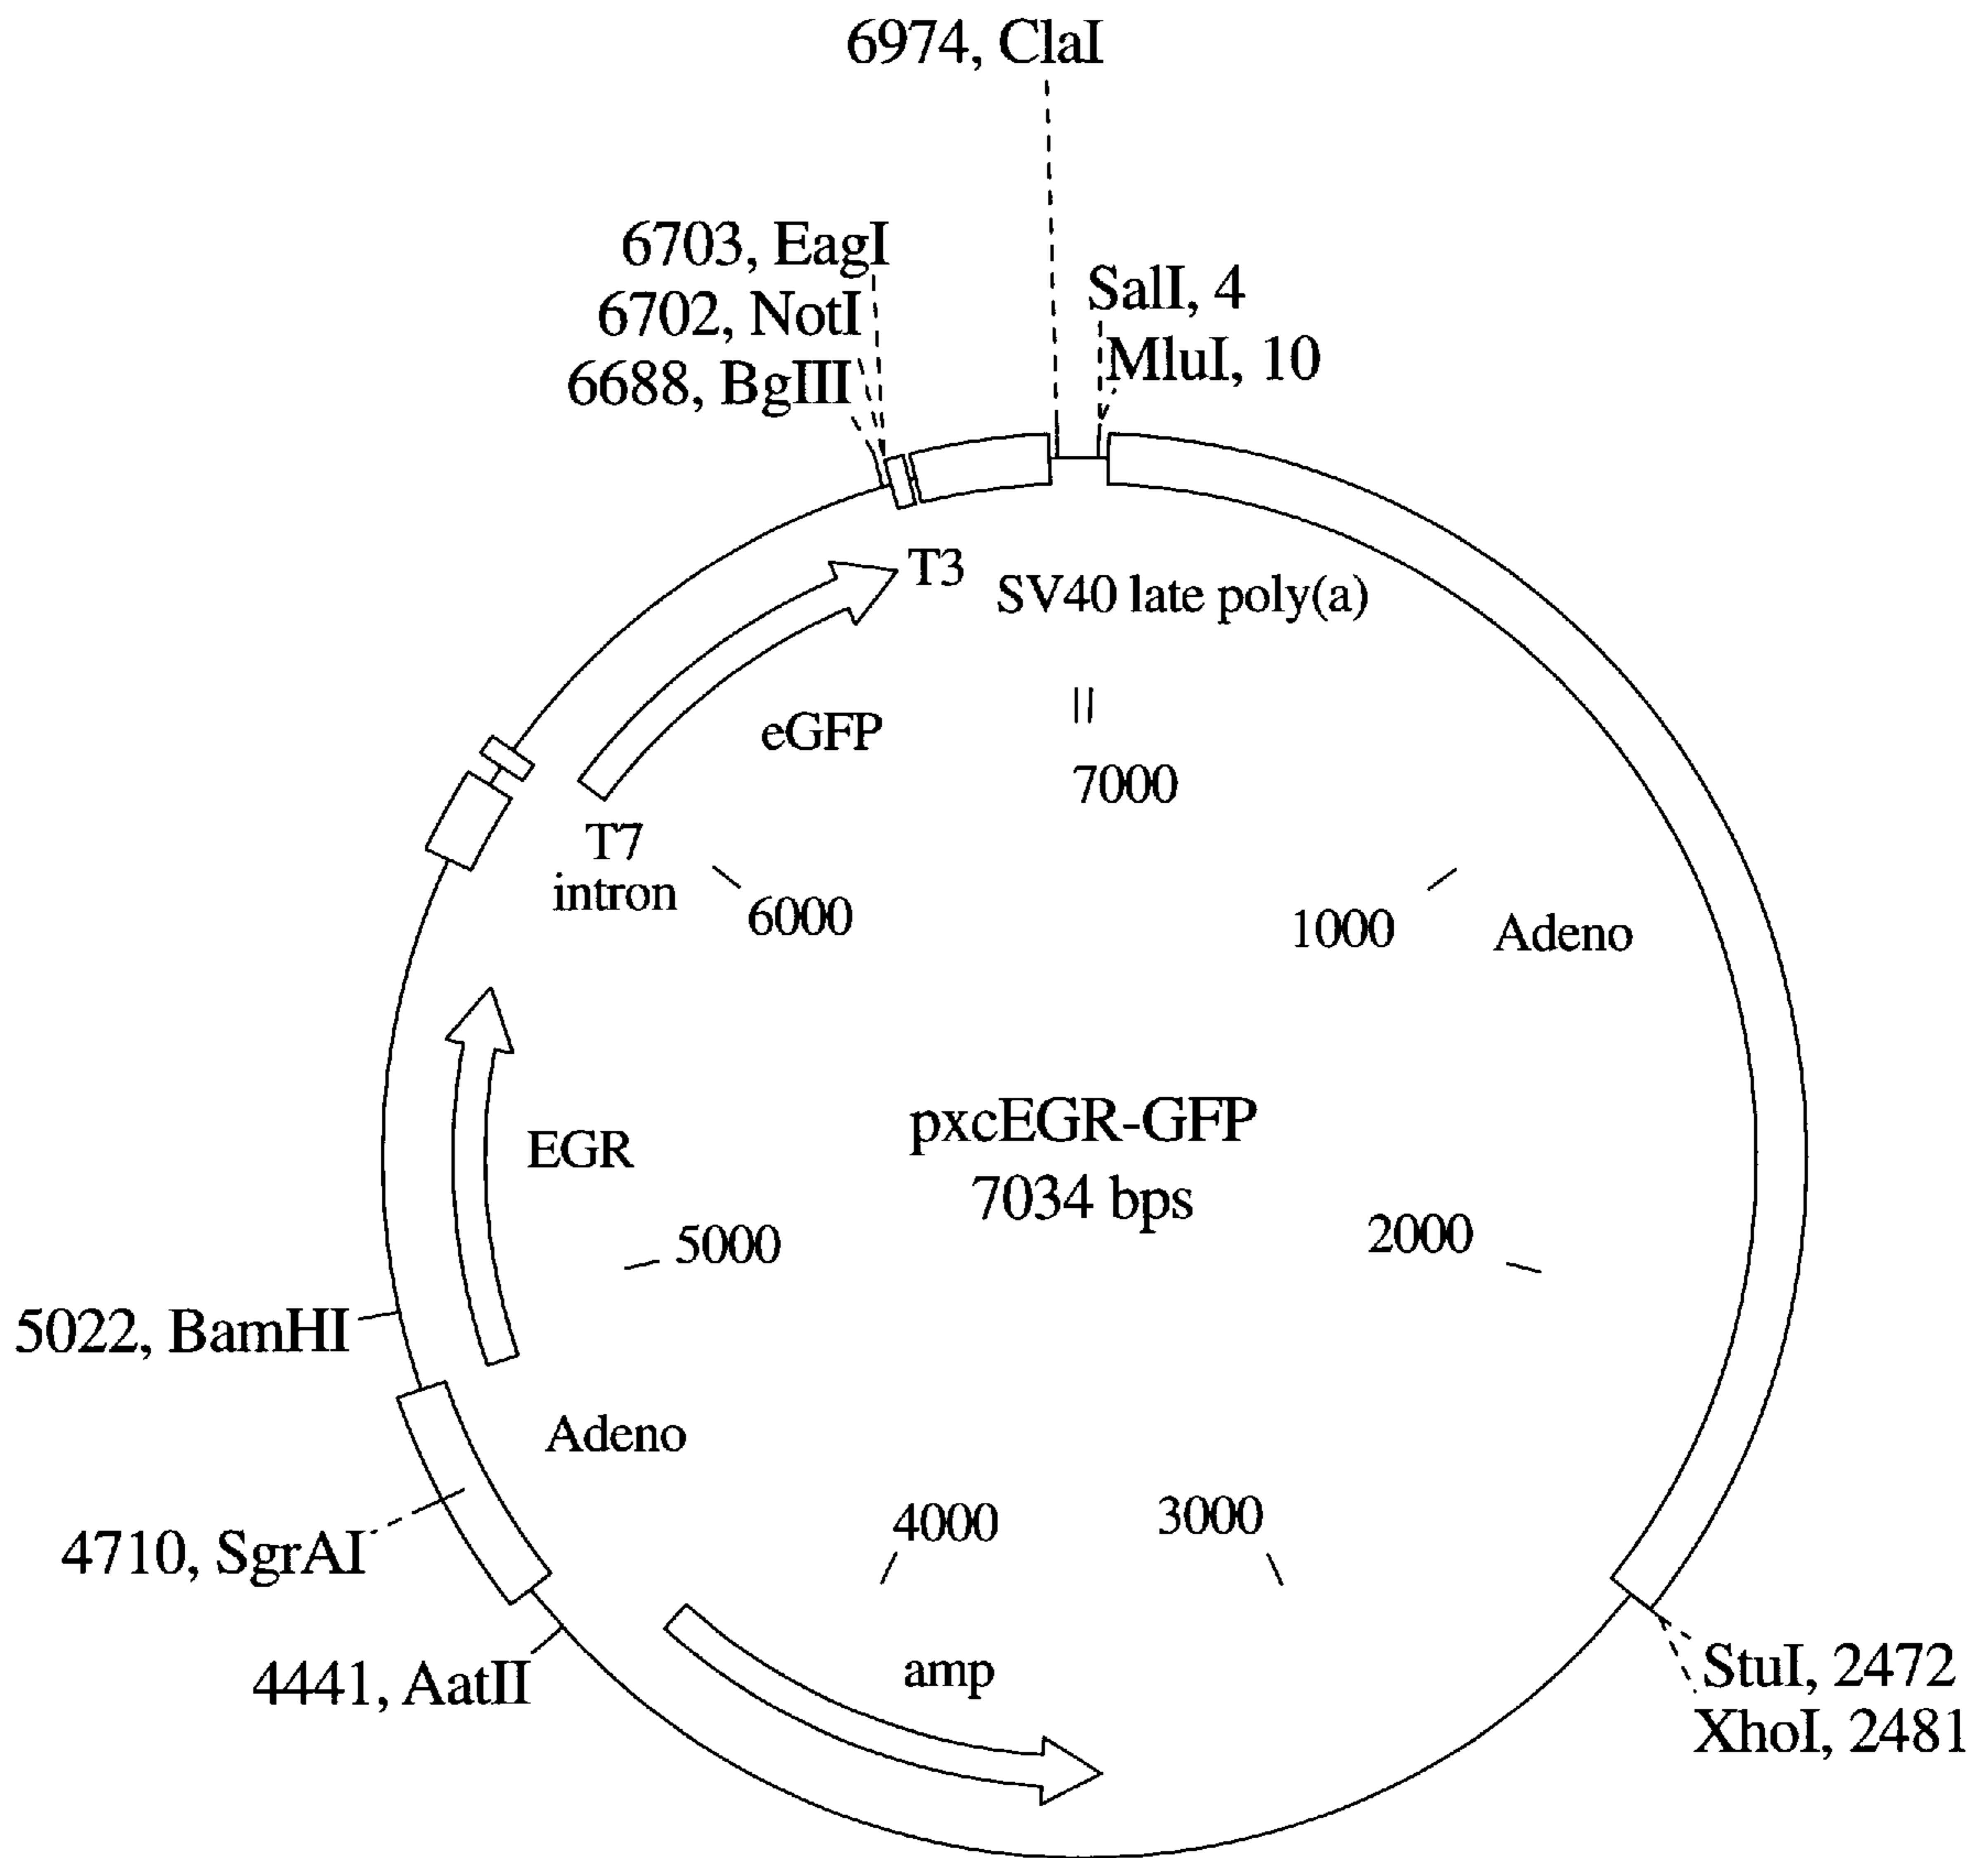 6974, ClaI
6703, EagI
6702, NotI
6688, BglII
SalI, 4
MluI, 10
T3
SV40 late poly(a)
eGFP
7000
T7
intron
6000
1000
Adeno
EGR
pxcEGR-GFP
7034 bps
5000
2000
5022, BamHI
Adeno
4000
3000
4710, SgrAI
4441, AatII
amp
StuI, 2472
XhoI, 2481